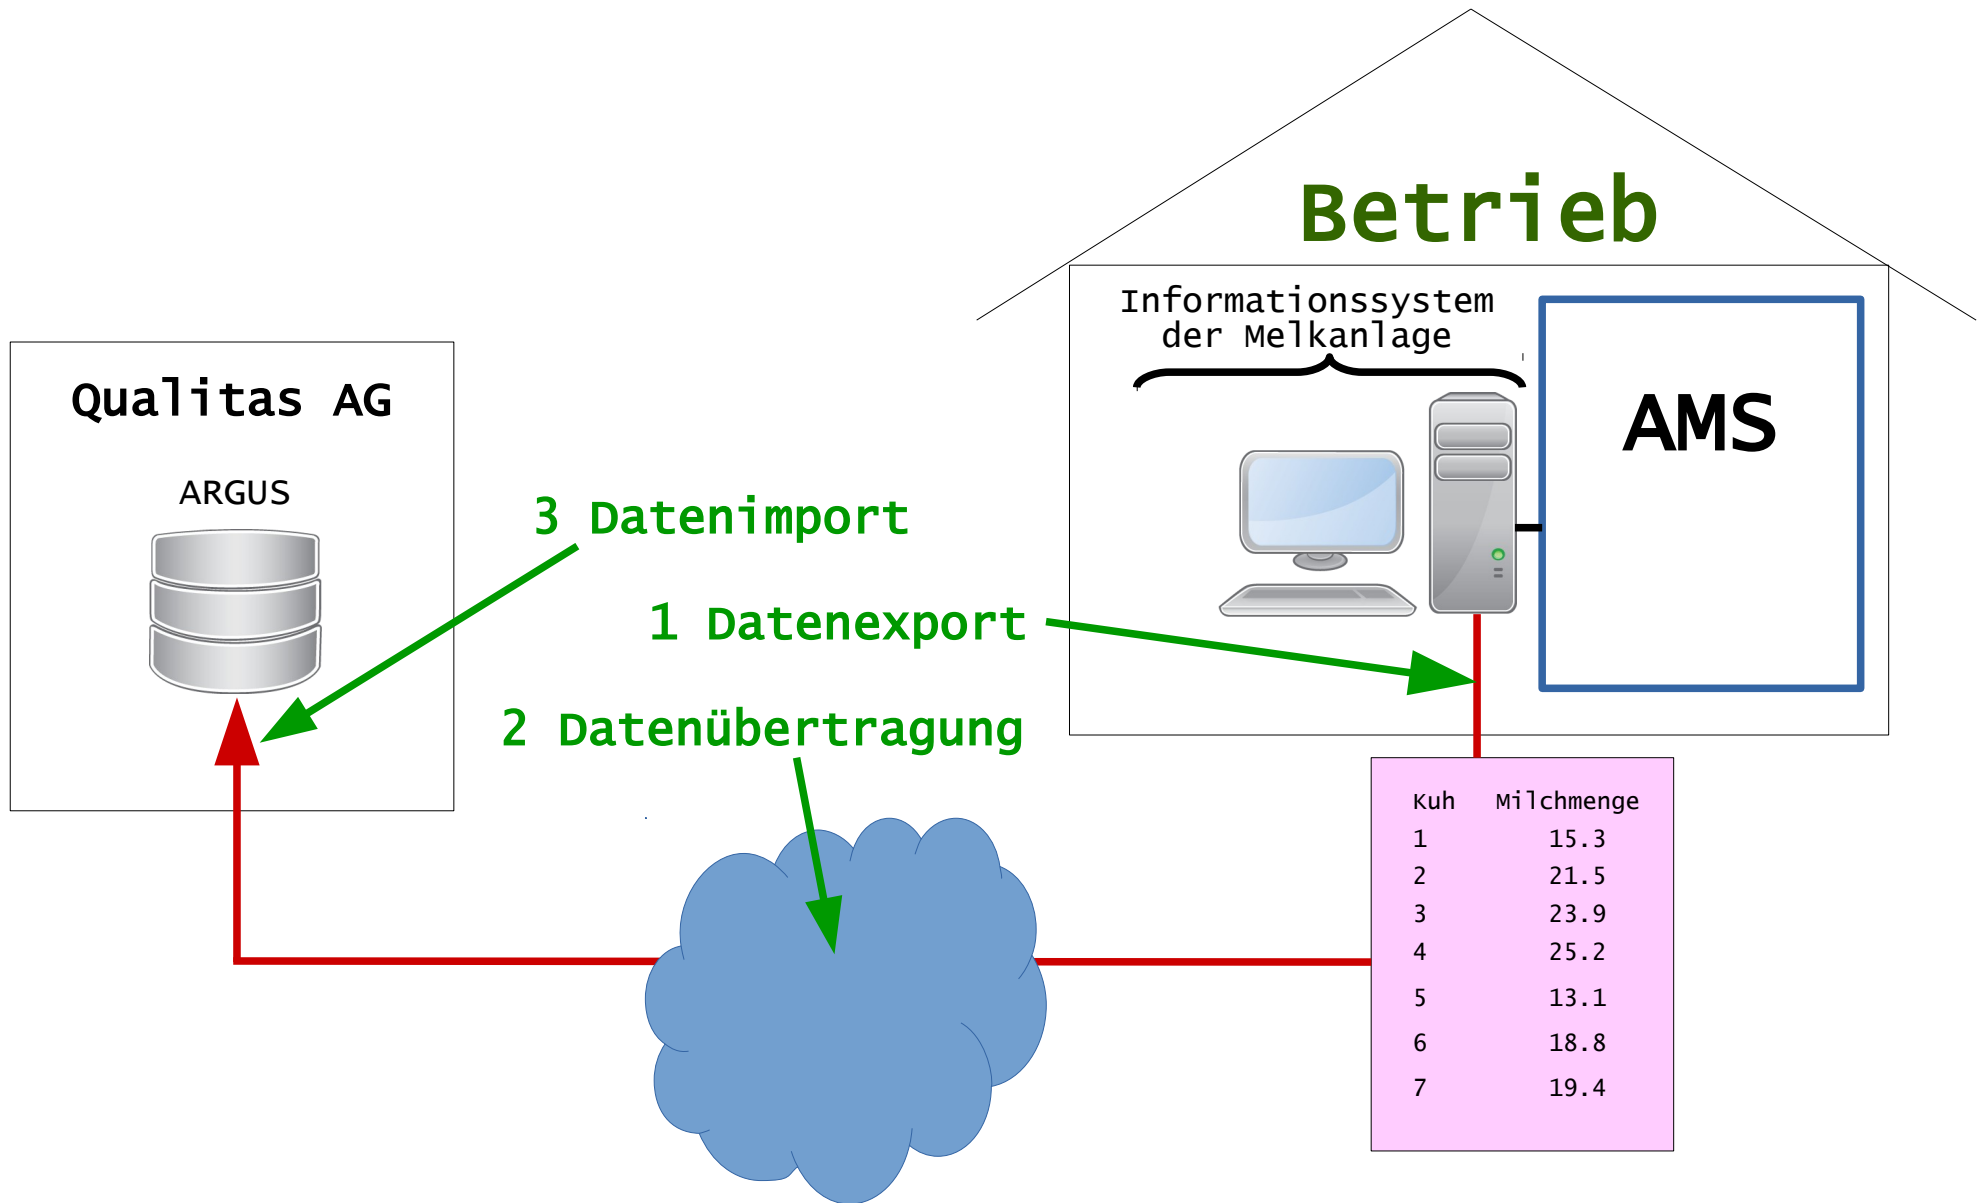 Betrieb
Informationssystem
der Melkanlage
AMS
Qualitas AG
ARGUS
3 Datenimport
1 Datenexport
2 Datenübertragung
Kuh Milchmenge
1 15.3
2 21.5
3 23.9
4 25.2
5 13.1
6 18.8
7 19.4